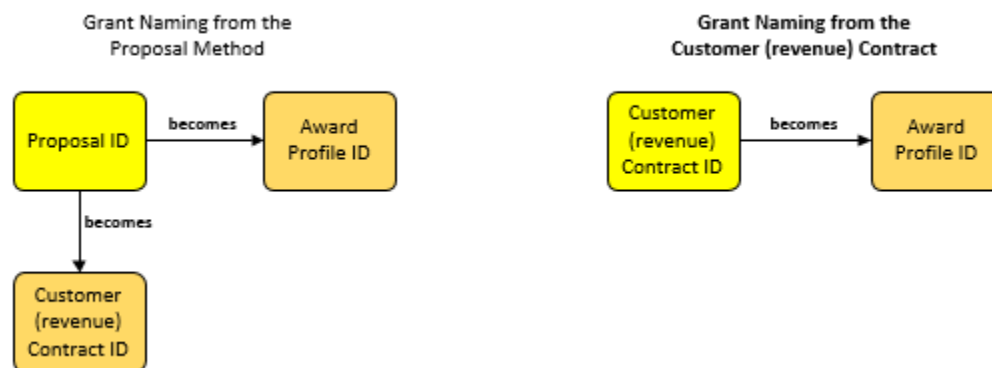 Grant Naming from the
Proposal Method
Proposal ID
becomes
Award
Profile ID
becomes
Customer
(revenue)
Contract ID
Grant Naming from the
Customer (revenue) Contract
Customer
(revenue)
Contract ID
becomes
Award
Profile ID